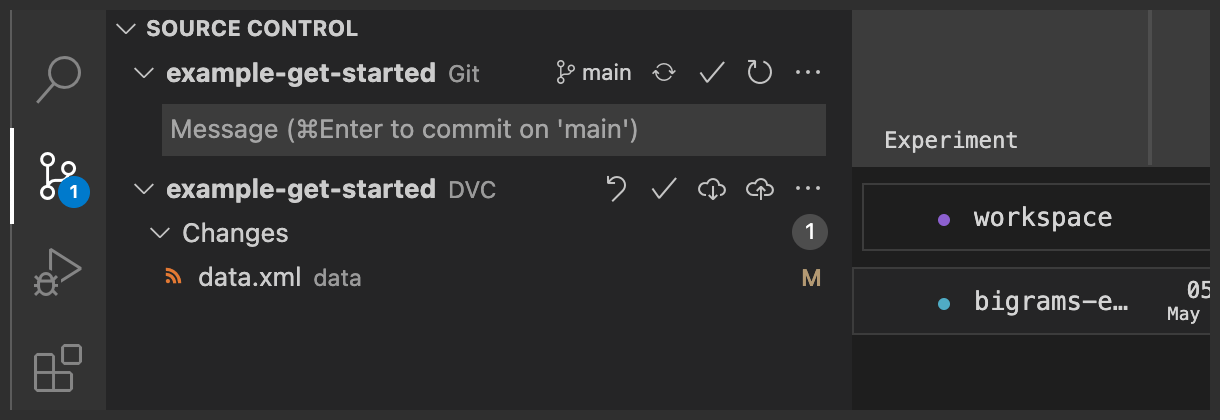 SOURCE CONTROL
example-get-started Git main
Message (⌘Enter to commit on 'main')
1
example-get-started DVC
Changes 1
data.xml data M
Experiment
workspace
bigrams-e…
05
May